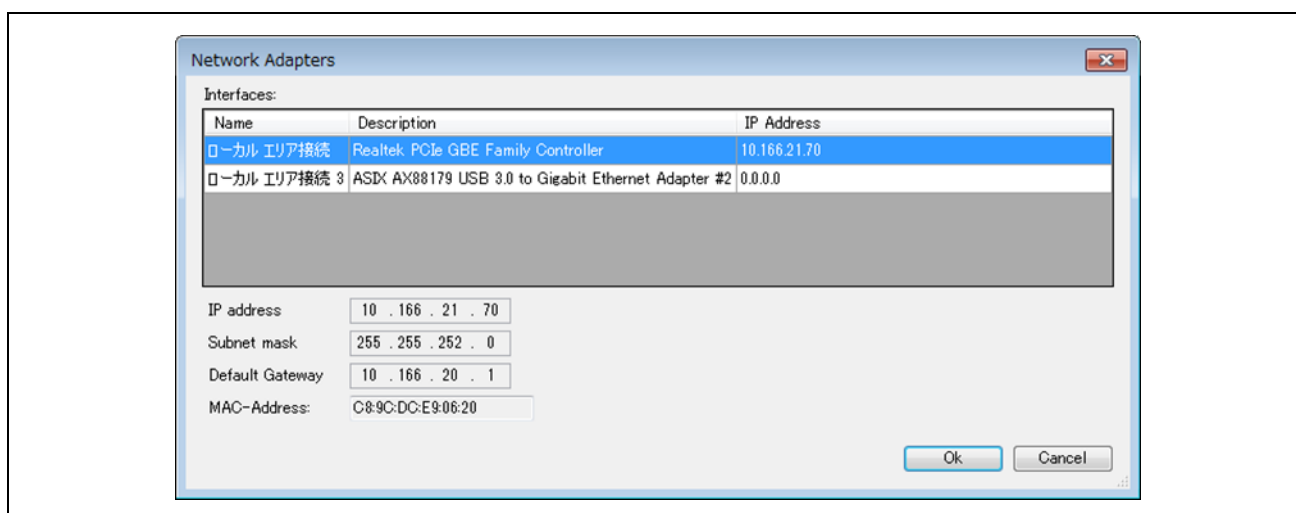 Network Adapters
Interfaces:
Name Description IP Address
ローカル エリア接続 Realtek PCIe GBE Family Controller 10.166.21.70
ローカル エリア接続 3 ASIX AX88179 USB 3.0 to Gigabit Ethernet Adapter #2 0.0.0.0
IP address 10 . 166 . 21 . 70
Subnet mask 255 . 255 . 252 . 0
Default Gateway 10 . 166 . 20 . 1
MAC-Address: C8:9C:DC:E9:06:20
Ok Cancel